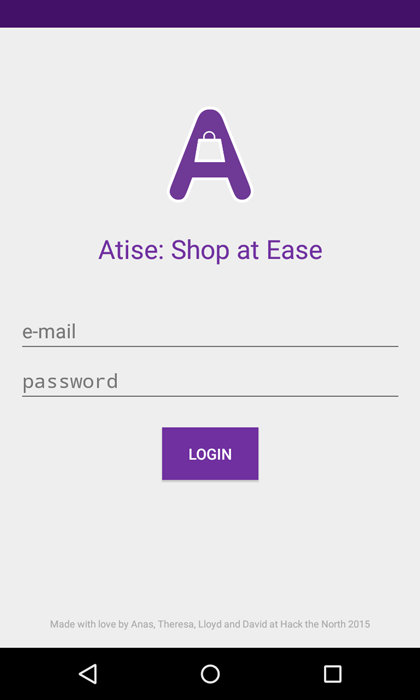 Atise: Shop at Ease
e-mail
password
LOGIN
Made with love by Anas, Theresa, Lloyd and David at Hack the North 2015